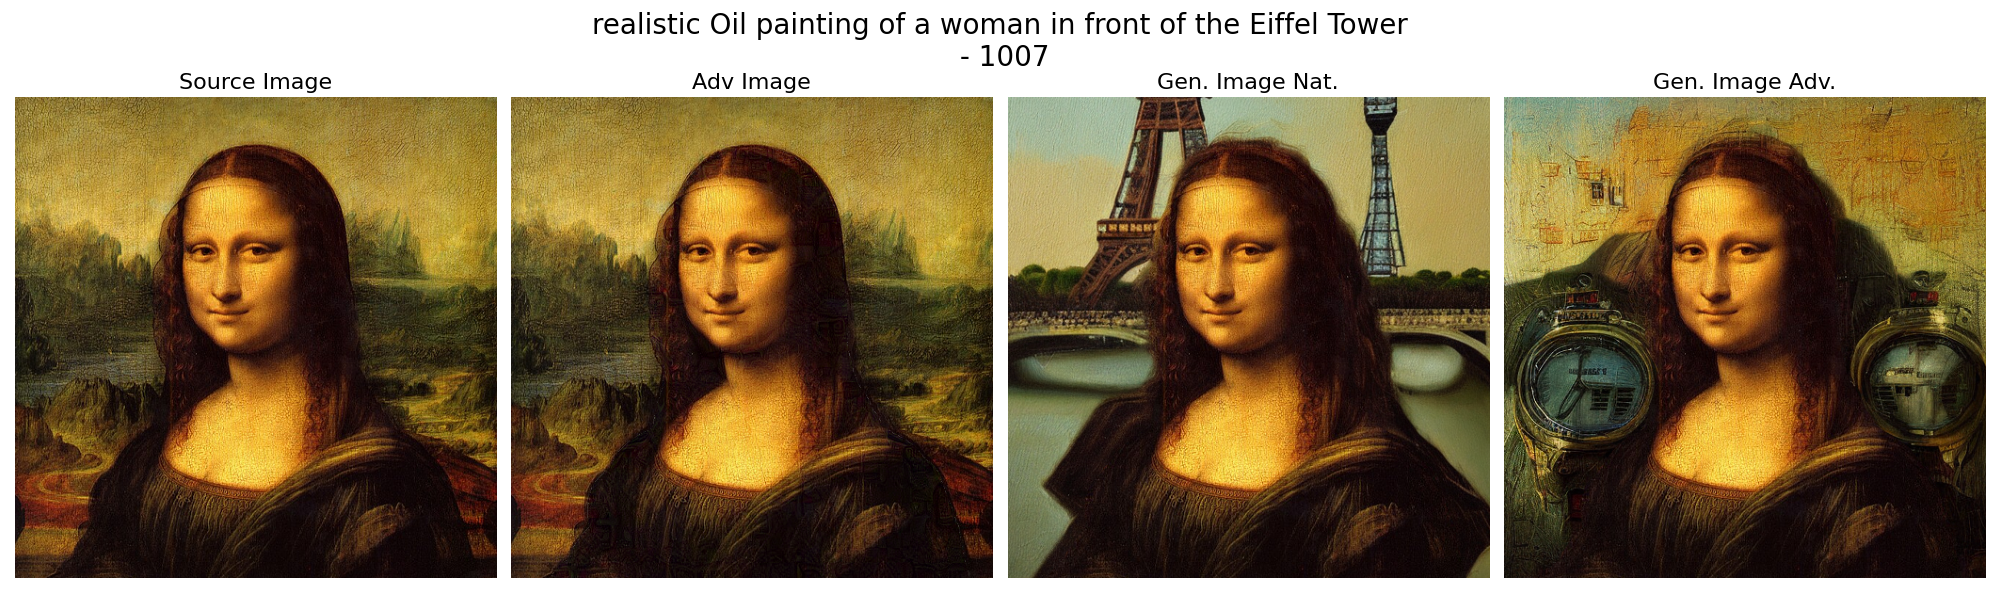 realistic Oil painting of a woman in front of the Eiffel Tower
- 1007
Source Image
Adv Image
Gen. Image Nat.
Gen. Image Adv.